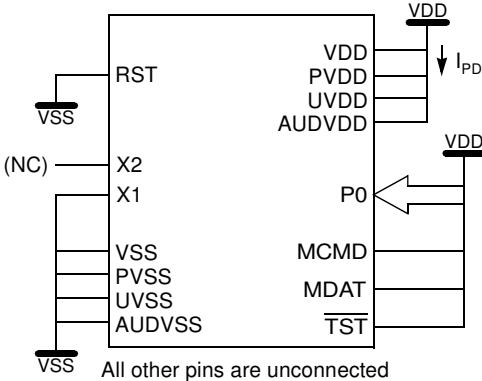 VDD
VDD
I_PD
RST
PVDD
VSS
UVDD
AUDVDD
VDD
(NC)
X2
X1
P0
VSS
MCMD
PVSS
MDAT
UVSS
AUDVSS
TST
VSS
All other pins are unconnected